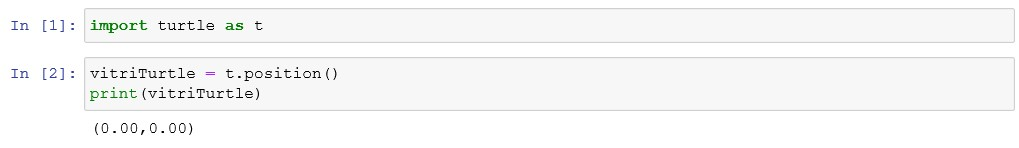 In [1]: import turtle as t
In [2]: vitriTurtle = t.position()
print(vitriTurtle)
(0.00,0.00)